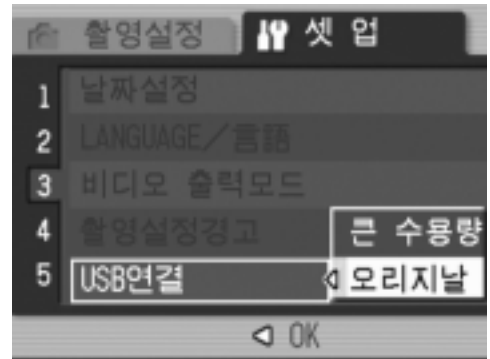 촬영설정 셋 업
1 날짜설정
2 LANGUAGE/言語
3 비디오 출력모드
4 촬영설정경고 큰 수용량
5 USB연결 오리지날
OK